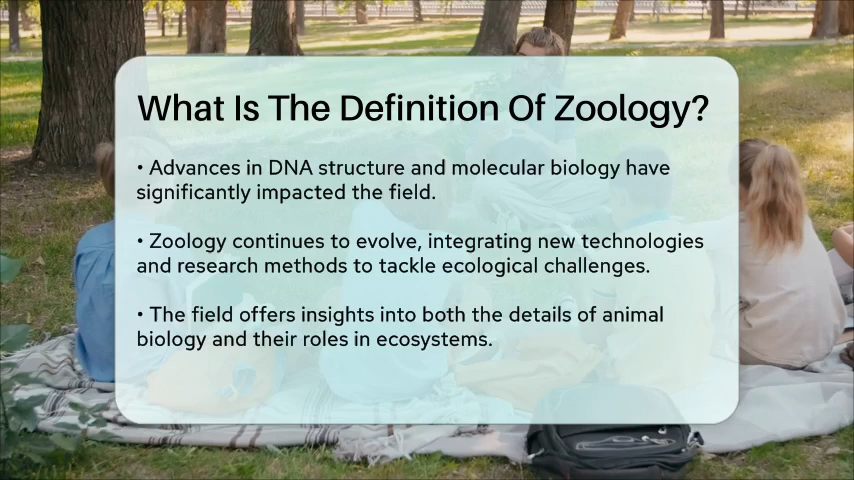 What Is The Definition Of Zoology?
• Advances in DNA structure and molecular biology have
significantly impacted the field.
• Zoology continues to evolve, integrating new technologies
and research methods to tackle ecological challenges.
• The field offers insights into both the details of animal
biology and their roles in ecosystems.